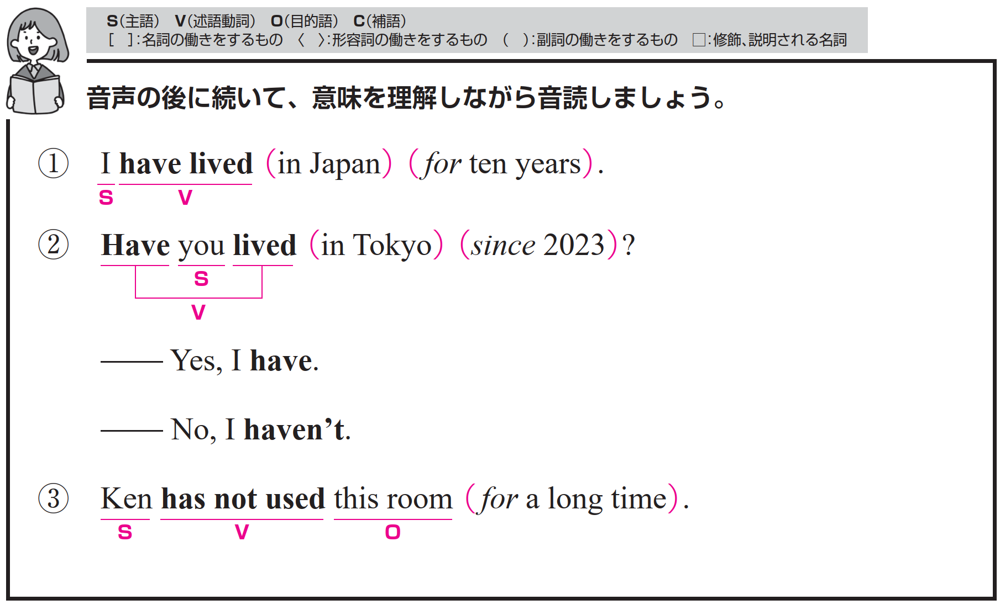 S(主語) V(述語動詞) O(目的語) C(補語)
[ ]:名詞の働きをするもの 〈 〉:形容詞の働きをするもの ( ):副詞の働きをするもの □:修飾、説明される名詞
音声の後に続いて、意味を理解しながら音読しましょう。
① I have lived (in Japan) (for ten years).
S V
② Have you lived (in Tokyo) (since 2023)?
S
V
—— Yes, I have.
—— No, I haven’t.
③ Ken has not used this room (for a long time).
S V O